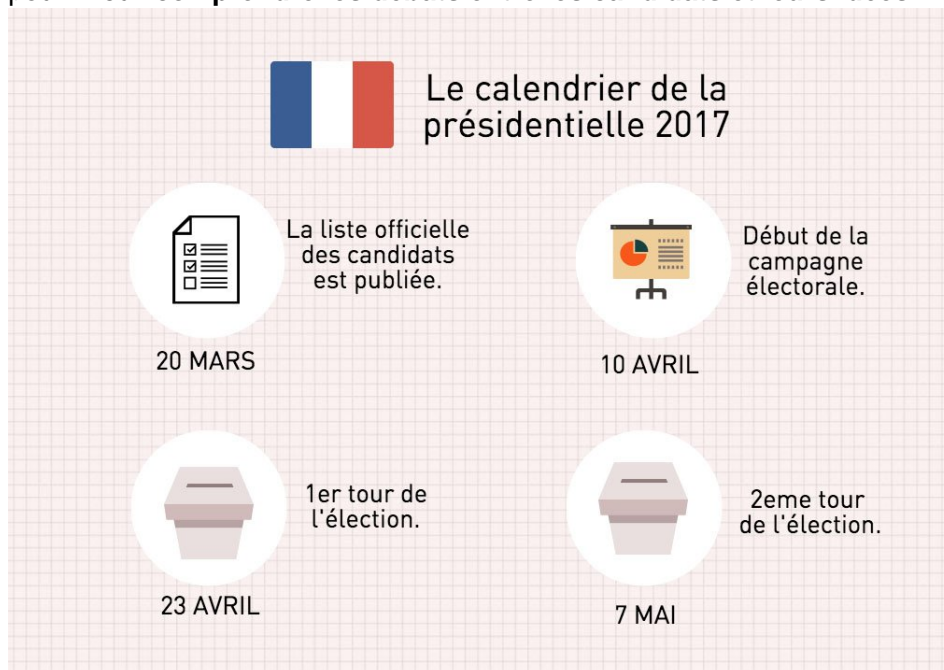 Le calendrier de la
présidentielle 2017
La liste officielle
des candidats
est publiée.
20 MARS
Début de la
campagne
électorale.
10 AVRIL
1er tour de
l'élection.
23 AVRIL
2eme tour
de l'élection.
7 MAI